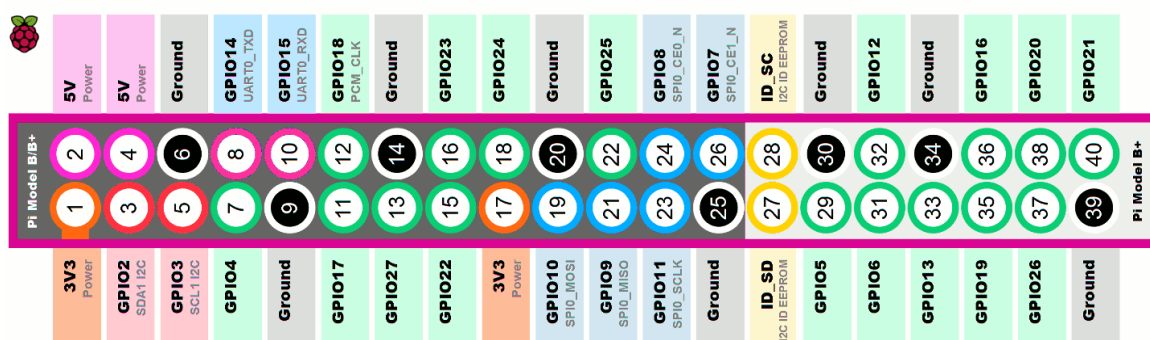 5V
Power
5V
Power
Ground
GPIO14
UART0_TXD
GPIO15
UART0_RXD
GPIO18
PCM_CLK
Ground
GPIO23
GPIO24
Ground
GPIO25
GPIO8
SPI0_CE0_N
GPIO7
SPI0_CE1_N
ID_SC
I2C ID EEPROM
Ground
GPIO12
Ground
GPIO16
GPIO20
GPIO21
Pi Model B/B+
2 4 6 8 10 12 14 16 18 20 22 24 26 28 30 32 34 36 38 40
1 3 5 7 9 11 13 15 17 19 21 23 25 27 29 31 33 35 37 39
Pi Model B+
3V3
Power
GPIO2
SDA1 I2C
GPIO3
SCL1 I2C
GPIO4
Ground
GPIO17
GPIO27
GPIO22
3V3
Power
GPIO10
SPI0_MOSI
GPIO9
SPI0_MISO
GPIO11
SPI0_SCLK
Ground
ID_SD
I2C ID EEPROM
GPIO5
GPIO6
GPIO13
GPIO19
GPIO26
Ground